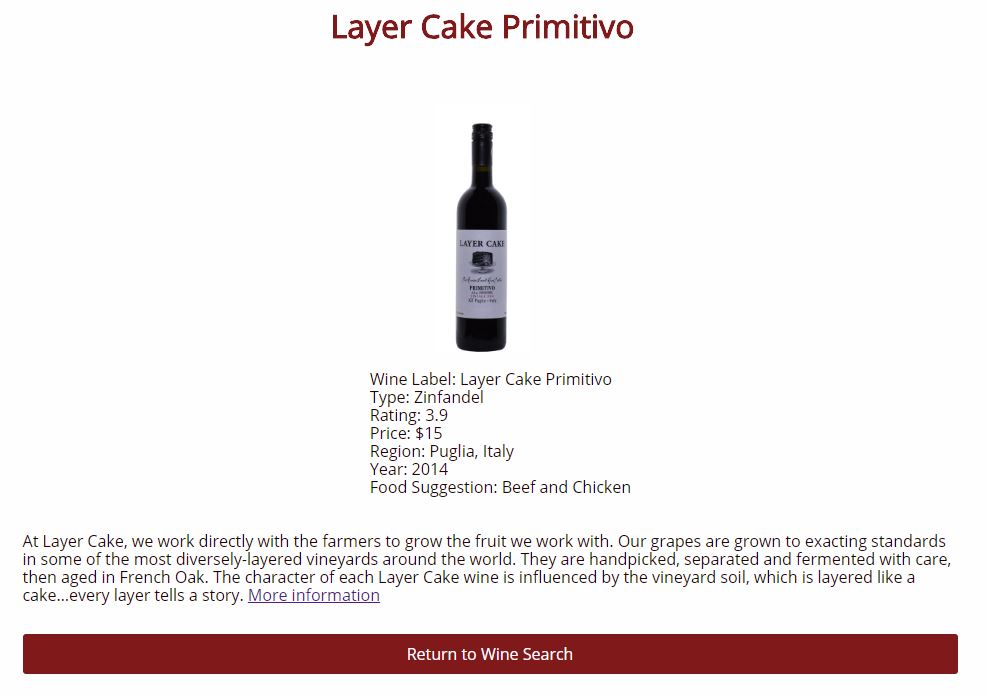 Layer Cake Primitivo
LAYER CAKE
PRIMITIVO
Wine Label: Layer Cake Primitivo
Type: Zinfandel
Rating: 3.9
Price: $15
Region: Puglia, Italy
Year: 2014
Food Suggestion: Beef and Chicken
At Layer Cake, we work directly with the farmers to grow the fruit we work with. Our grapes are grown to exacting standards
in some of the most diversely-layered vineyards around the world. They are handpicked, separated and fermented with care,
then aged in French Oak. The character of each Layer Cake wine is influenced by the vineyard soil, which is layered like a
cake...every layer tells a story. More information
Return to Wine Search